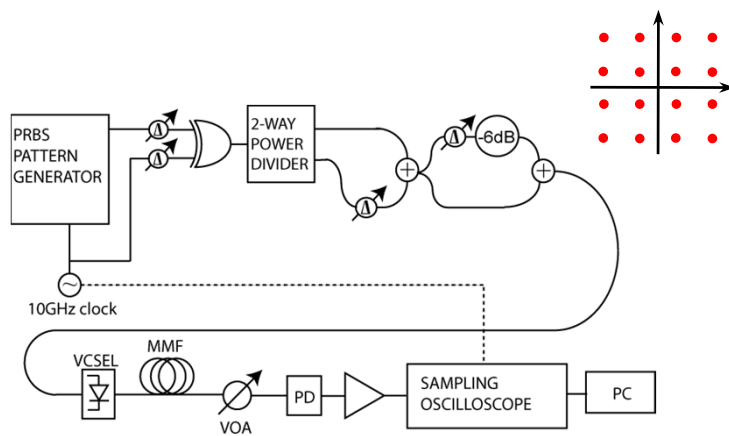 PRBS
PATTERN
GENERATOR
Δ
Δ
2-WAY
POWER
DIVIDER
Δ
+
Δ
-6dB
+
~
10GHz clock
VCSEL
MMF
VOA
PD
SAMPLING
OSCILLOSCOPE
PC